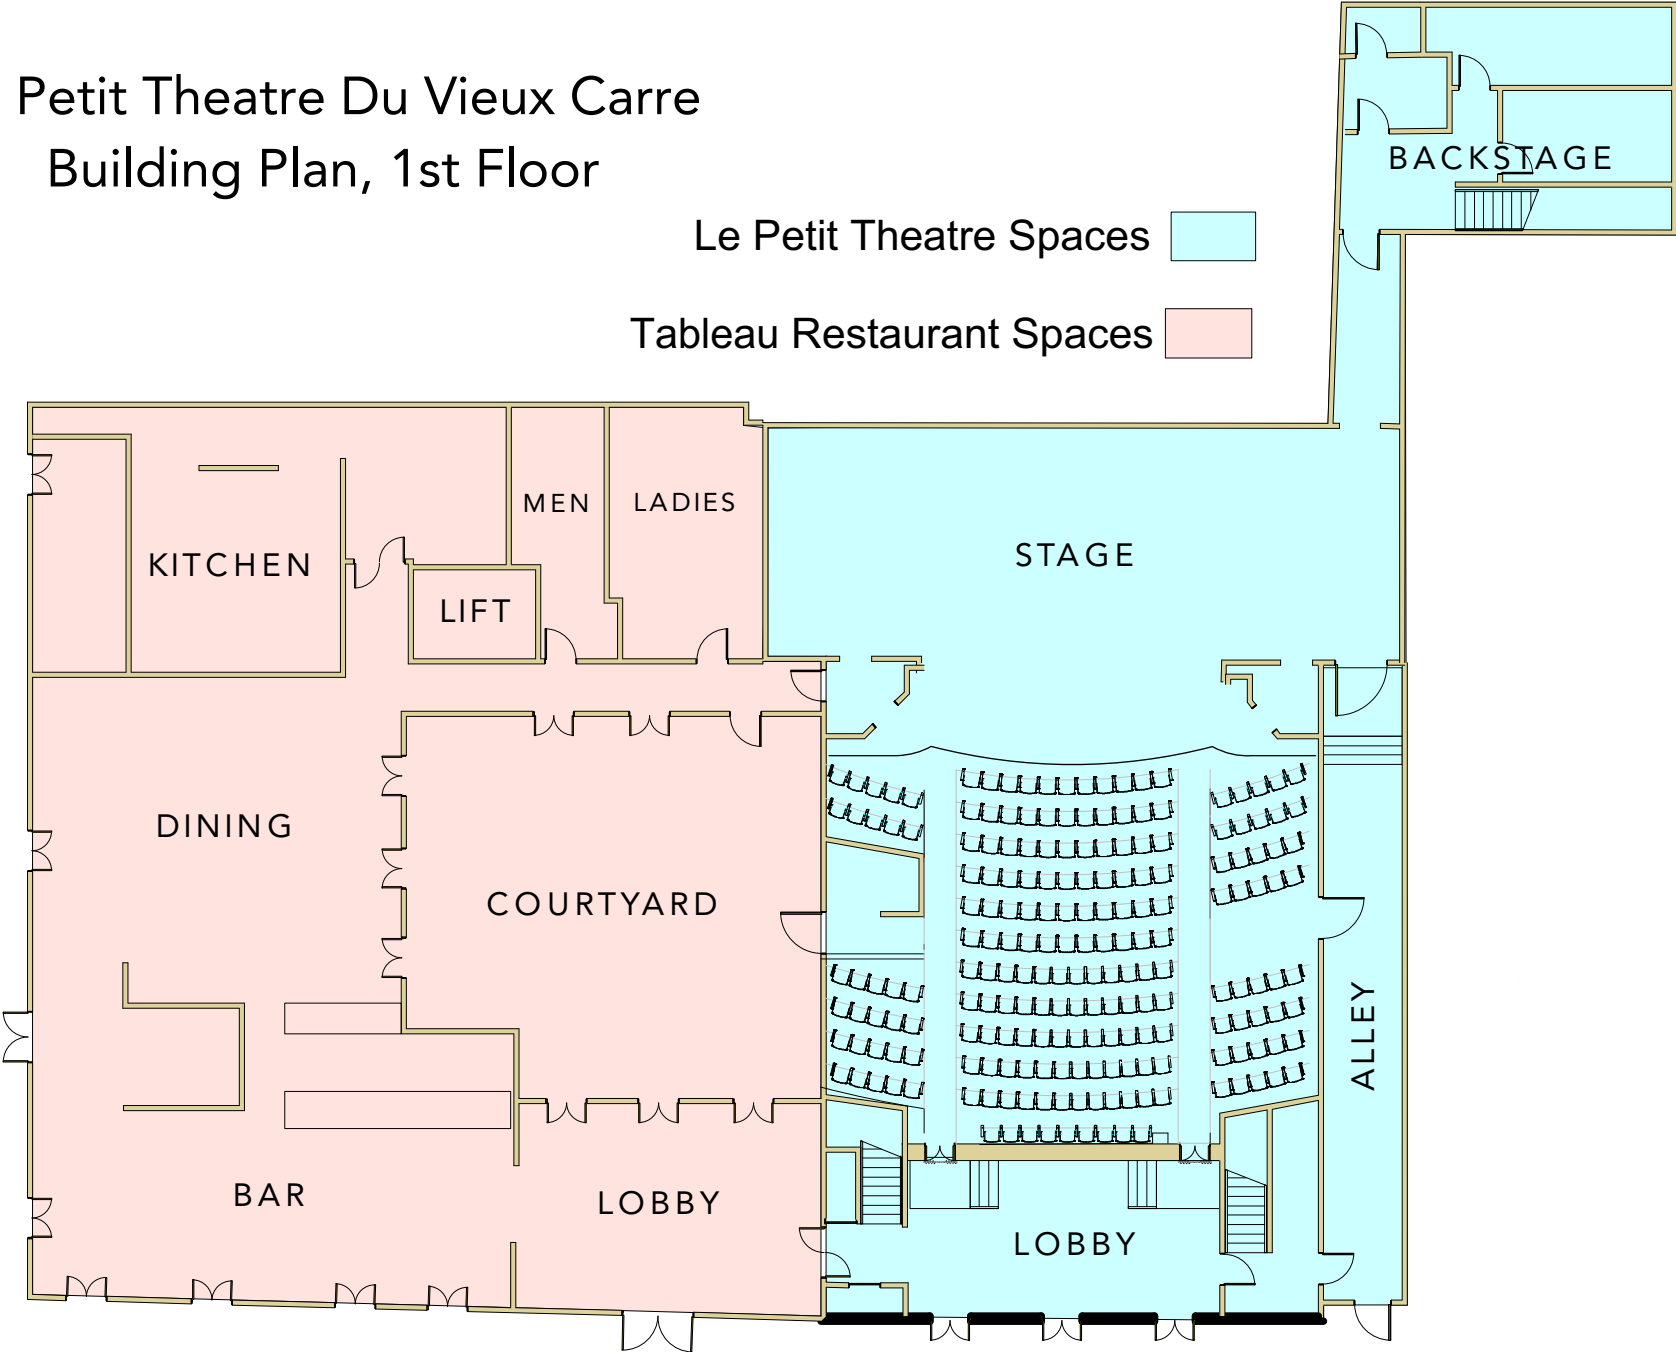 Petit Theatre Du Vieux Carre
Building Plan, 1st Floor
BACKSTAGE
Le Petit Theatre Spaces
Tableau Restaurant Spaces
MEN
LADIES
KITCHEN
STAGE
LIFT
DINING
COURTYARD
ALLEY
BAR
LOBBY
LOBBY